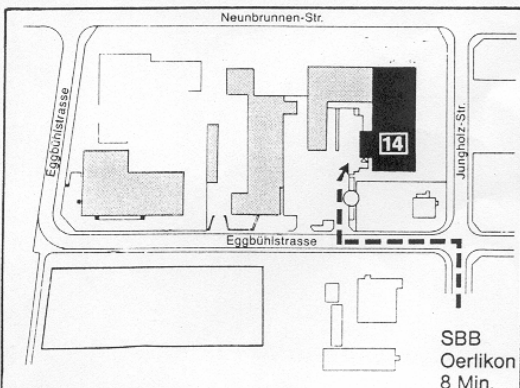 Neunbrunnen-Str.
Eggbühlstrasse
Jungholz-Str.
14
Eggbühlstrasse
SBB
Oerlikon
8 Min.